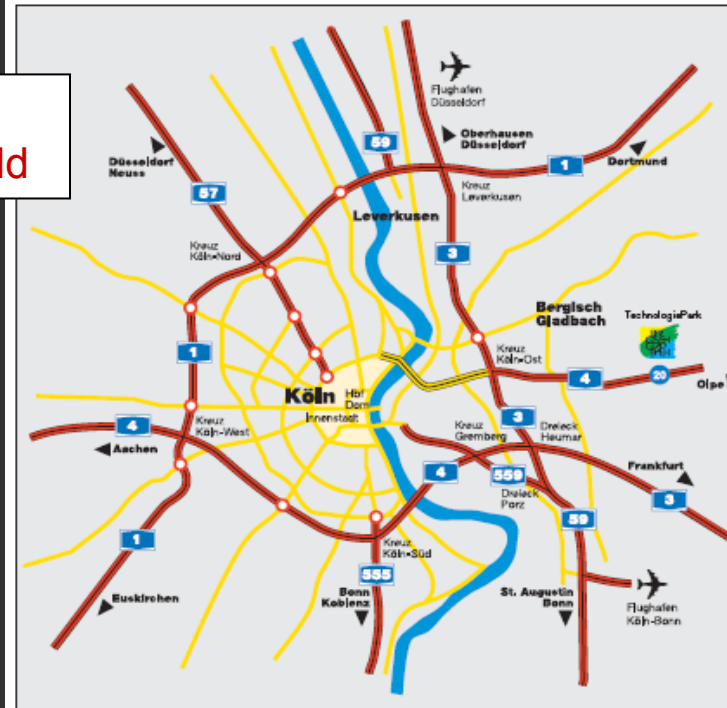 ld
Flughafen
Düsseldorf
Oberhausen
Düsseldorf
Düsseldorf
Neuss
59
1
Dortmund
57
Kreuz
Leverkusen
Leverkusen
Kreuz
Köln-Nord
3
Bergisch
Gladbach
TechnologiePark
1
Kreuz
Köln-Ost
4
20
Olpe
Köln
Hbf
Dom
Innenstadt
Kreuz
Köln-West
4
Aachen
Kreuz
Gremberg
3
Dreieck
Heumar
4
559
Frankfurt
3
Dreieck
Porz
59
1
Kreuz
Köln-Süd
555
Euskirchen
Bonn
Koblenz
St. Augustin
Bonn
Flughafen
Köln-Bonn